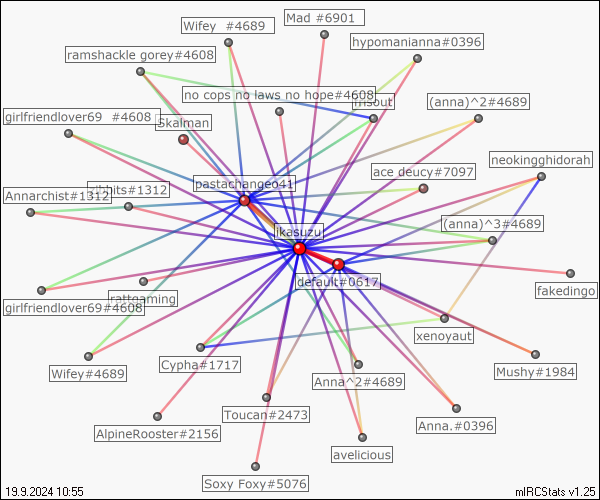 Wifey  #4689
Mad #6901
hypomanianna#0396
ramshackle gorey#4608
no cops no laws no hope#4608
(anna)^2#4689
girlfriendlover69  #4608
Skalman
neokingghidorah
ace deucy#7097
pastachangeo41
Annarchist#1312
(anna)^3#4689
ikasuzu
fakedingo
default#0617
rattgaming
girlfriendlover69#4608
xenoyaut
Cypha#1717
Mushy#1984
Wifey#4689
Anna^2#4689
Toucan#2473
Anna.#0396
AlpineRooster#2156
avelicious
Soxy Foxy#5076
19.9.2024 10:55
mIRCStats v1.25